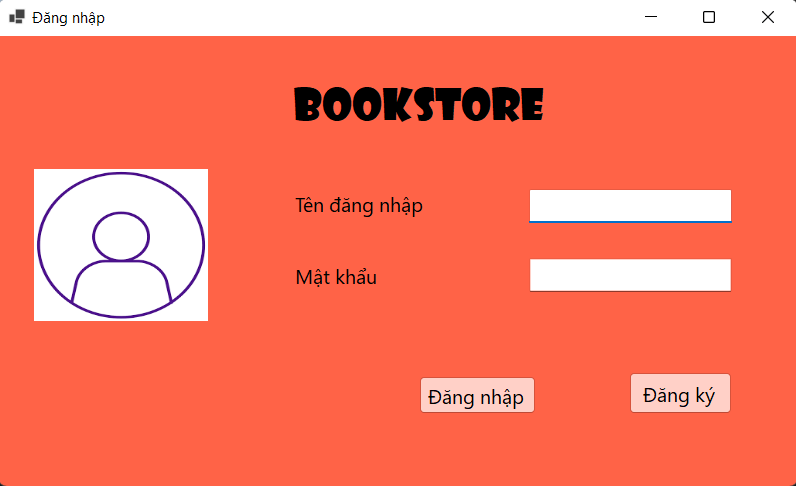 Đăng nhập
BOOKSTORE
Tên đăng nhập
Mật khẩu
Đăng nhập
Đăng ký